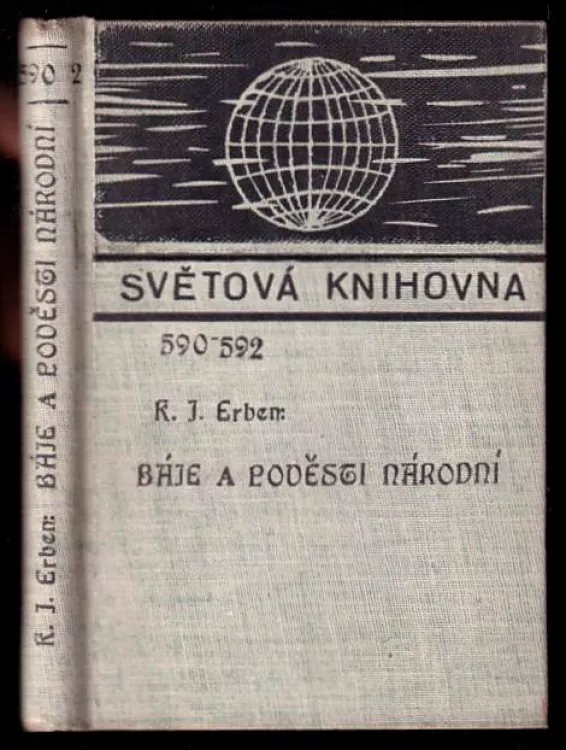 590 2
K. J. Erben: BÁJE A POVĚSTI NÁRODNÍ
SVĚTOVÁ KNIHOVNA
590-592
K. J. Erben:
BÁJE A POVĚSTI NÁRODNÍ